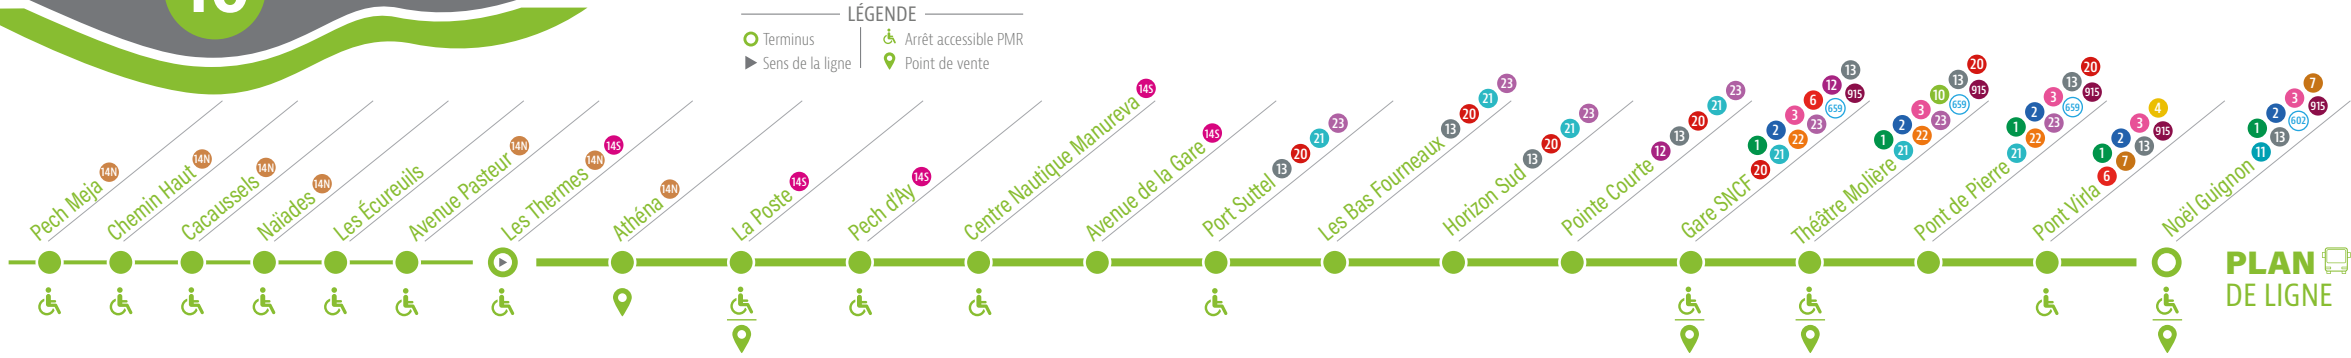 10
LÉGENDE
Terminus
Arrêt accessible PMR
Sens de la ligne
Point de vente
Pech Meja 14N
Chemin Haut 14N
Cacaussels 14N
Naïades 14N
Les Écureuils
Avenue Pasteur 14N
Les Thermes 14N 14S
Athéna 14N
La Poste 14S
Pech d'Ay 14S
Centre Nautique Manureva 14S
Avenue de la Gare 14S
Port Suttel 13 20 21 23
Les Bas Fourneaux 13 20 21 23
Horizon Sud 13 20 21 23
Pointe Courte 12 13 20 21 23
Gare SNCF 1 2 3 6 12 13
20 21 22 23 659 915
Théâtre Molière 1 2 3 10 13 20
21 22 23 659 915
Pont de Pierre 1 2 3 13 20
21 22 23 659 915
Pont Virla 1 2 3 4
6 7 13 915
Noël Guignon 1 2 3 7
11 13 602 915
PLAN
DE LIGNE